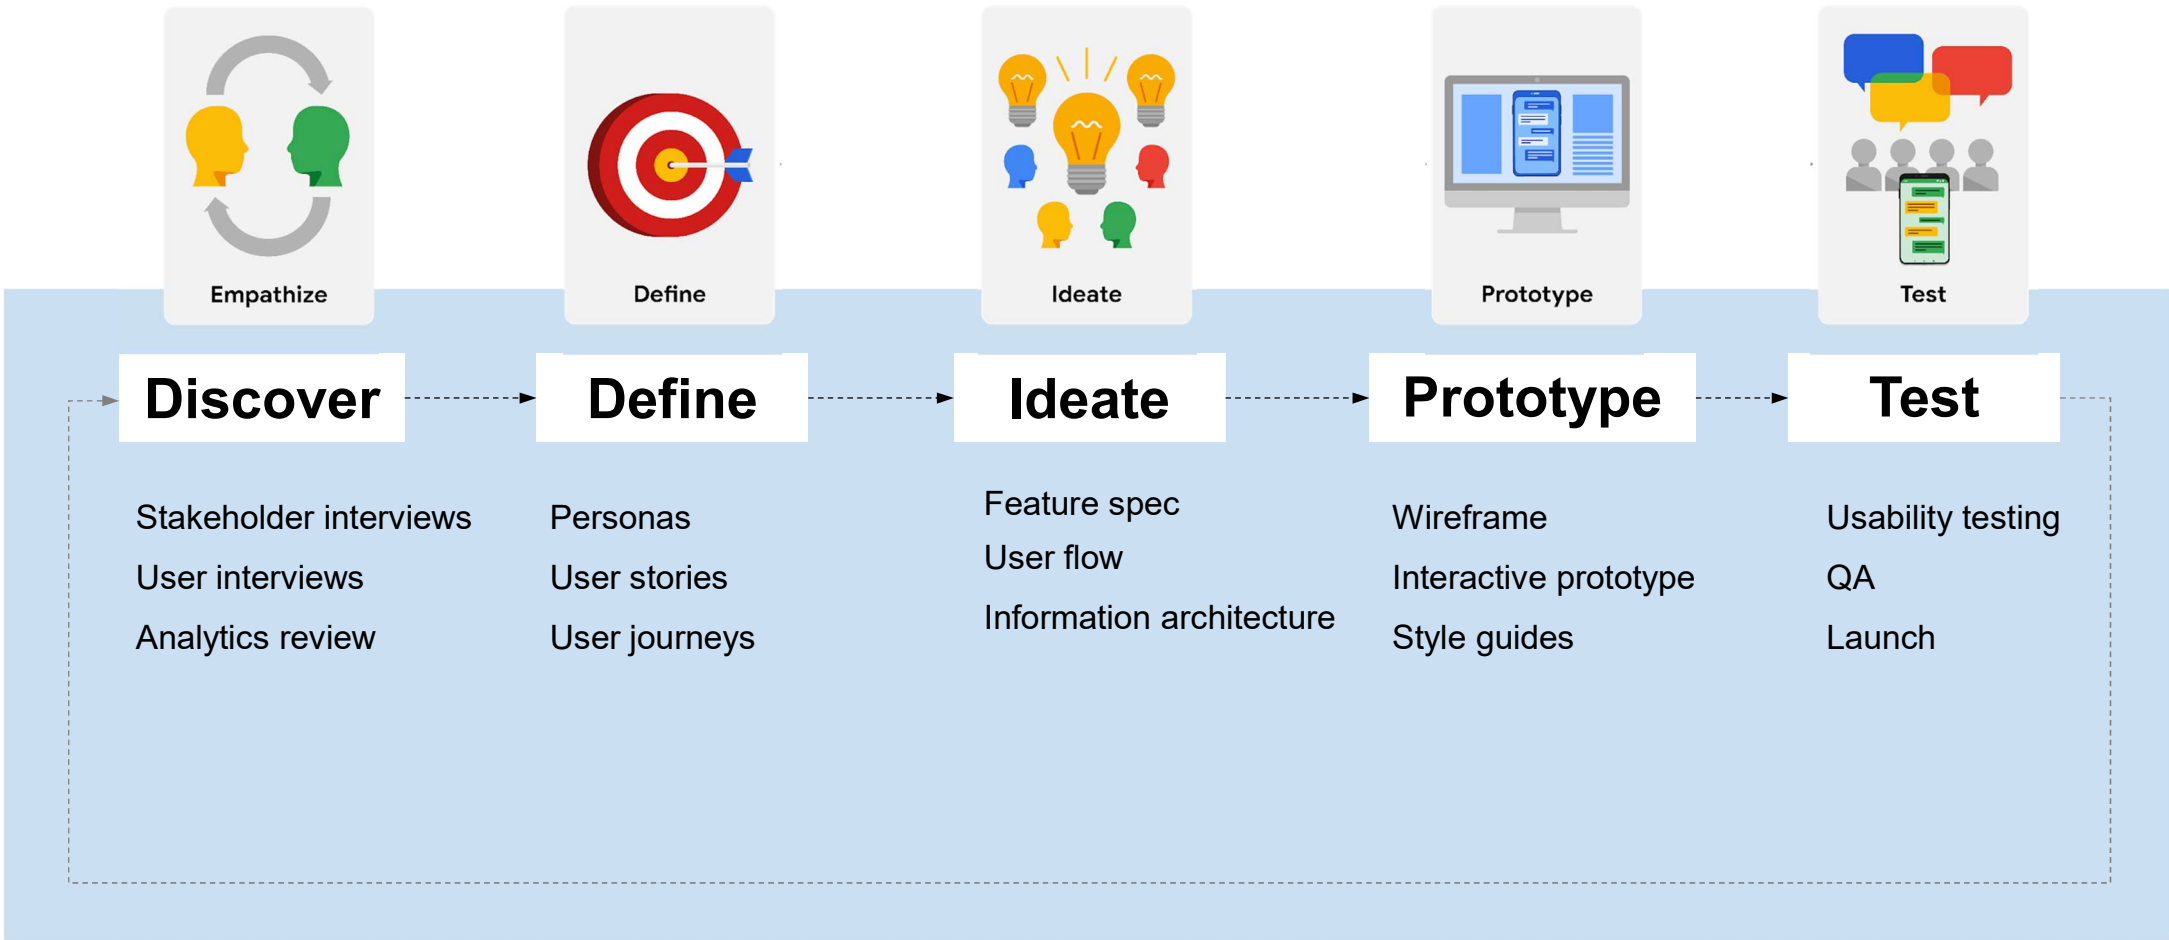 Empathize
Define
Ideate
Prototype
Test
Discover
Define
Ideate
Prototype
Test
Stakeholder interviews
User interviews
Analytics review
Personas
User stories
User journeys
Feature spec
User flow
Information architecture
Wireframe
Interactive prototype
Style guides
Usability testing
QA
Launch